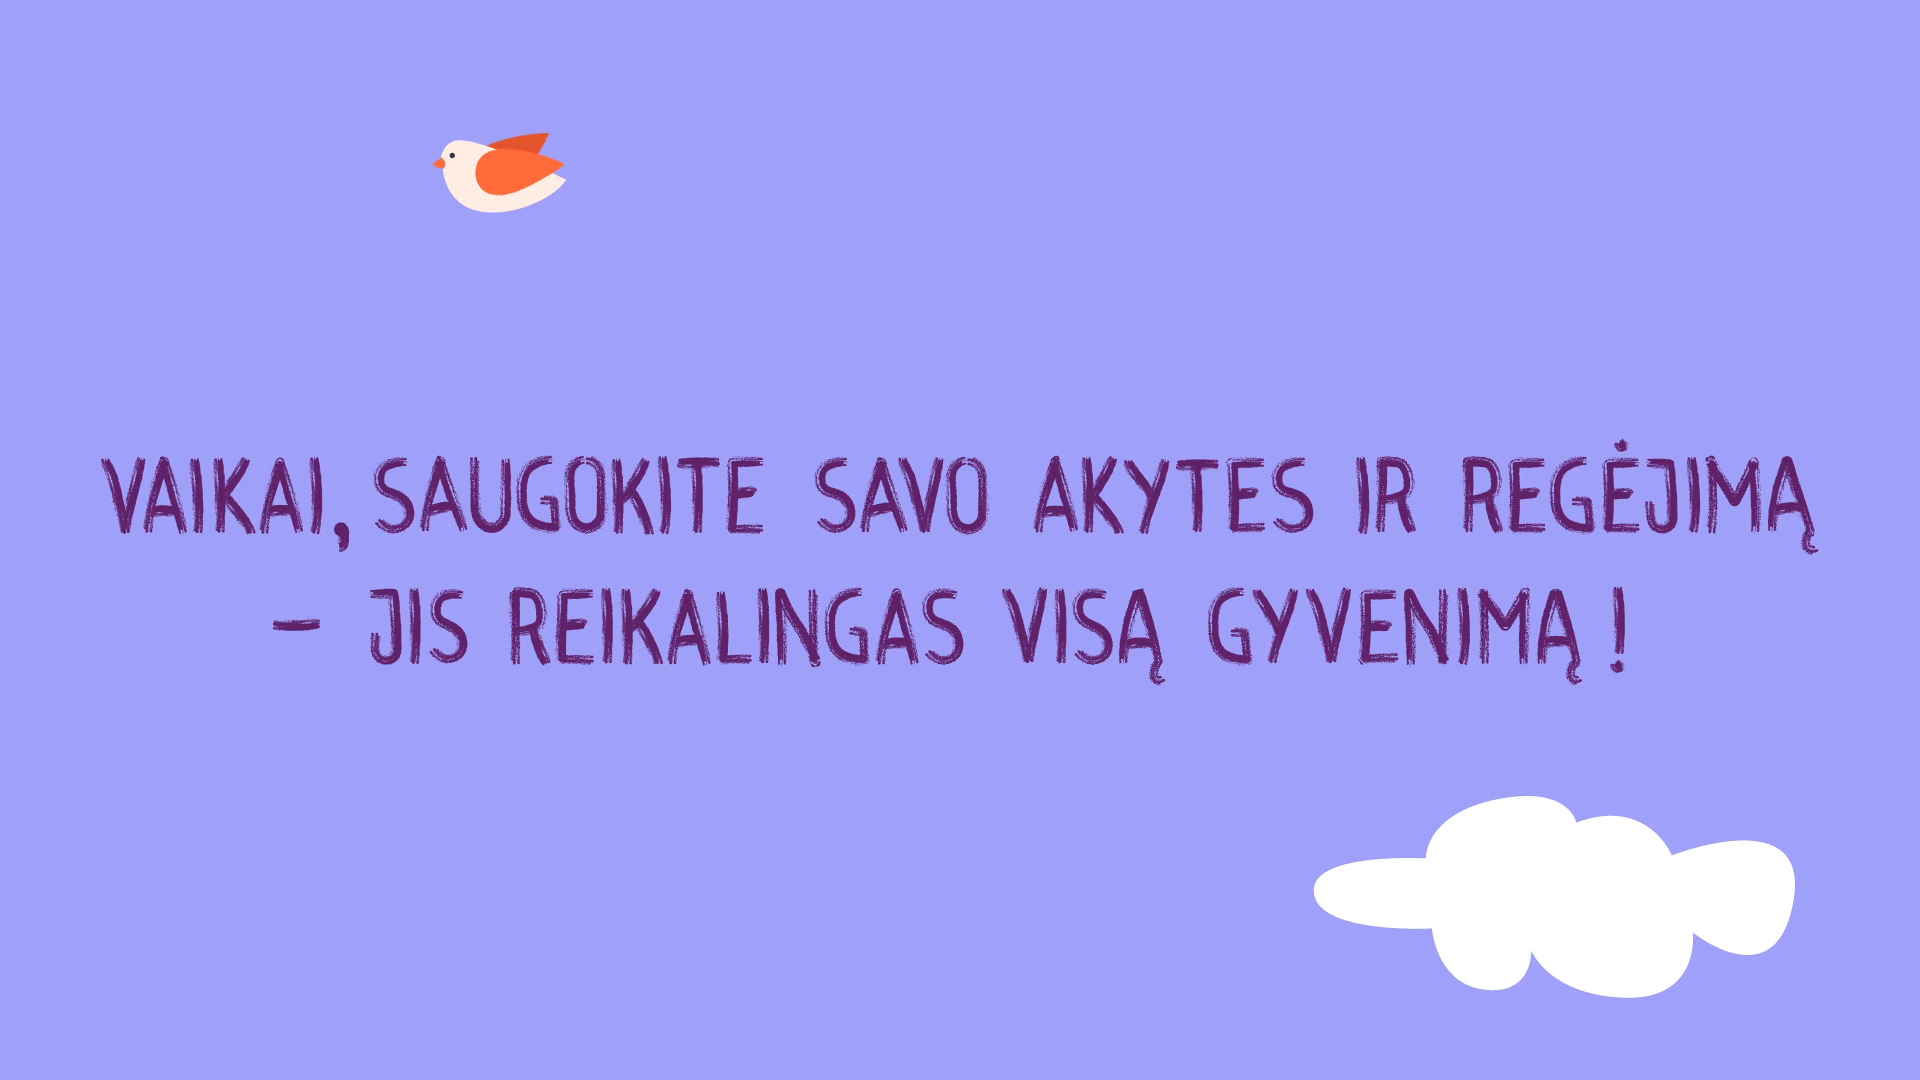 VAIKAI, SAUGOKITE SAVO AKYTES IR REGĖJIMĄ
– JIS REIKALINGAS VISĄ GYVENIMĄ !